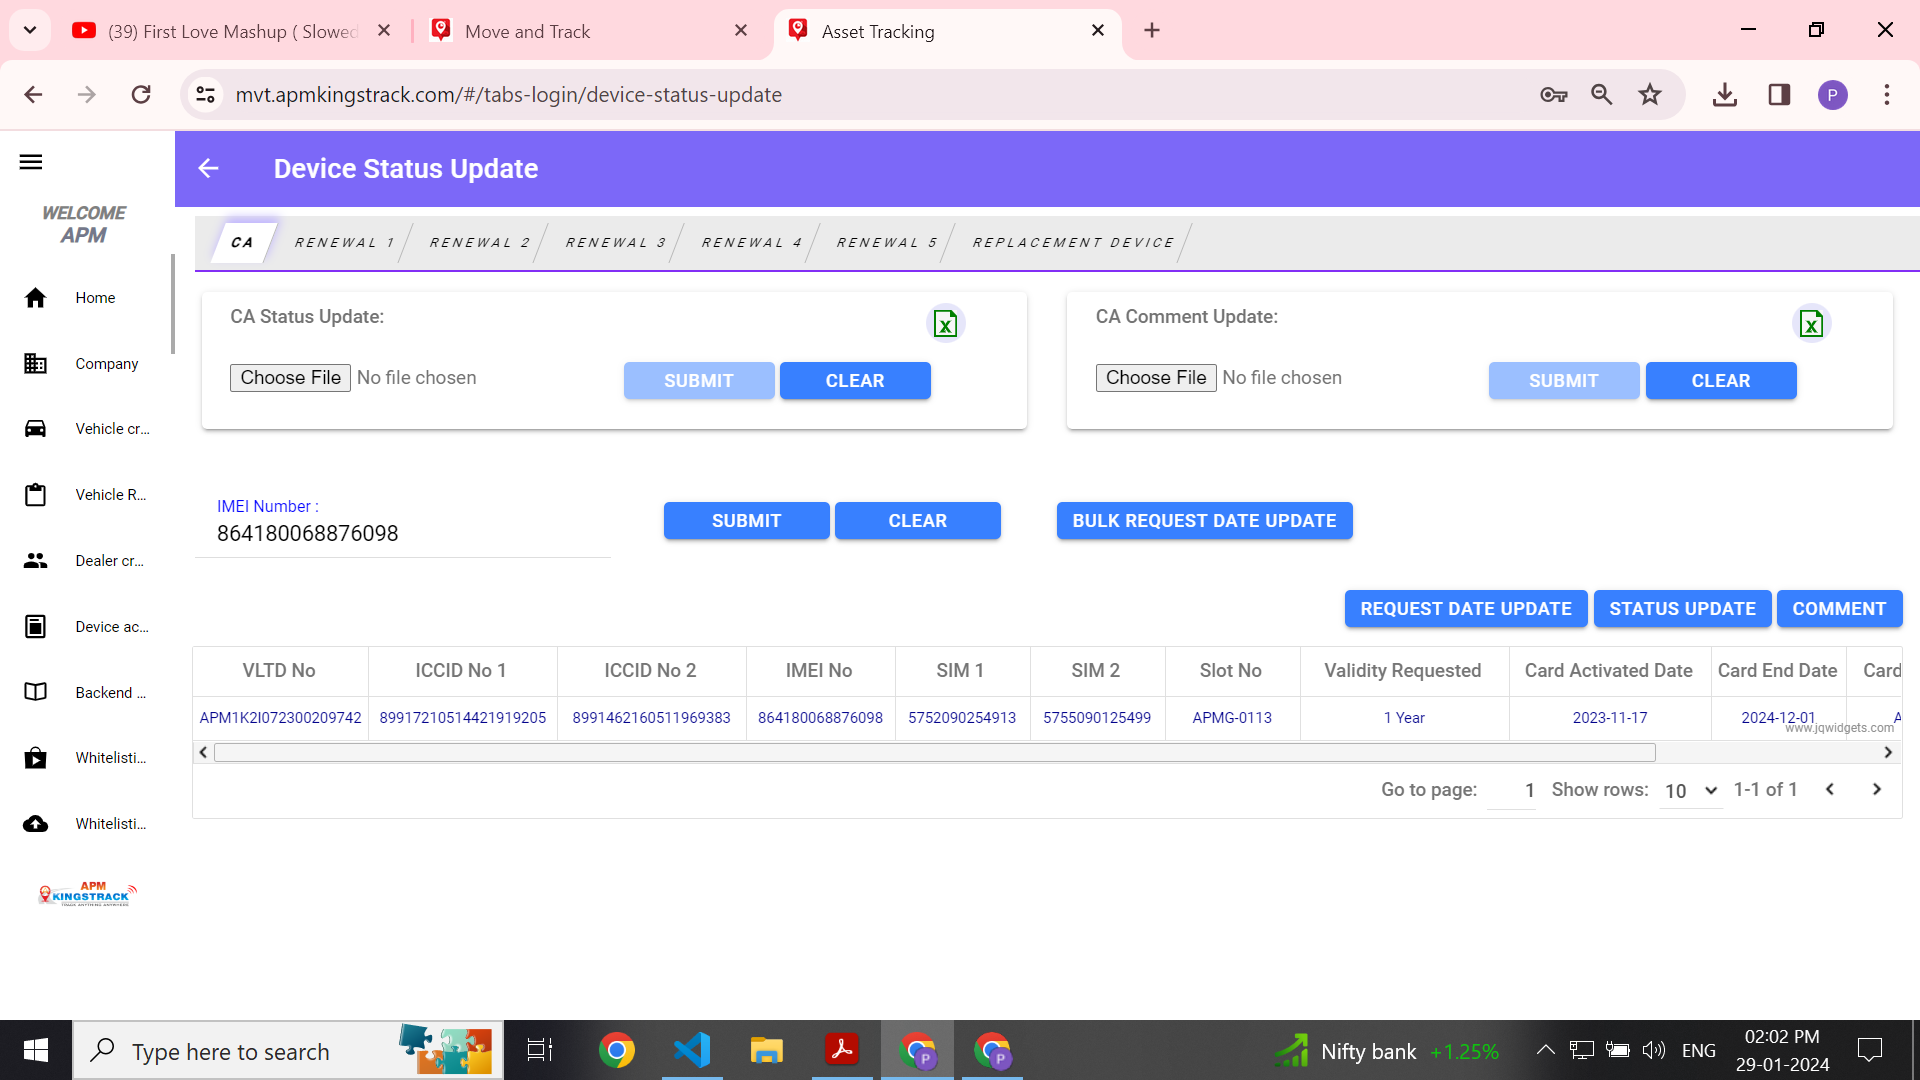 (39) First Love Mashup ( Slowed
Move and Track
Asset Tracking
mvt.apmkingstrack.com/#/tabs-login/device-status-update
P
WELCOME
APM
Device Status Update
CA
RENEWAL 1
RENEWAL 2
RENEWAL 3
RENEWAL 4
RENEWAL 5
REPLACEMENT DEVICE
Home
Company
Vehicle cr...
Vehicle R...
Dealer cr...
Device ac...
Backend ...
Whitelisti...
Whitelisti...
APM
KINGSTRACK
TRACK ANYTHING ANYWHERE
CA Status Update:
Choose File No file chosen
SUBMIT
CLEAR
CA Comment Update:
Choose File No file chosen
SUBMIT
CLEAR
IMEI Number :
864180068876098
SUBMIT
CLEAR
BULK REQUEST DATE UPDATE
REQUEST DATE UPDATE
STATUS UPDATE
COMMENT
VLTD No ICCID No 1 ICCID No 2 IMEI No SIM 1 SIM 2 Slot No Validity Requested Card Activated Date Card End Date Card
APM1K2I072300209742 89917210514421919205 8991462160511969383 864180068876098 5752090254913 5755090125499 APMG-0113 1 Year 2023-11-17 2024-12-01 A
www.jqwidgets.com
Go to page: 1 Show rows: 10 1-1 of 1
Type here to search
Nifty bank +1.25%
ENG
02:02 PM
29-01-2024